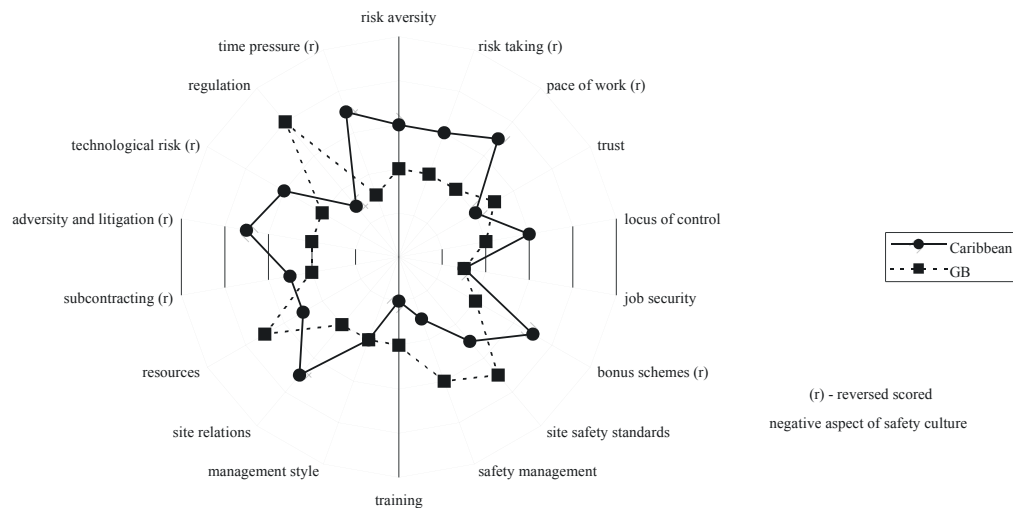 risk aversity
time pressure (r)
risk taking (r)
regulation
pace of work (r)
technological risk (r)
trust
adversity and litigation (r)
locus of control
Caribbean
GB
subcontracting (r)
job security
resources
bonus schemes (r)
(r) - reversed scored
negative aspect of safety culture
site relations
site safety standards
management style
safety management
training